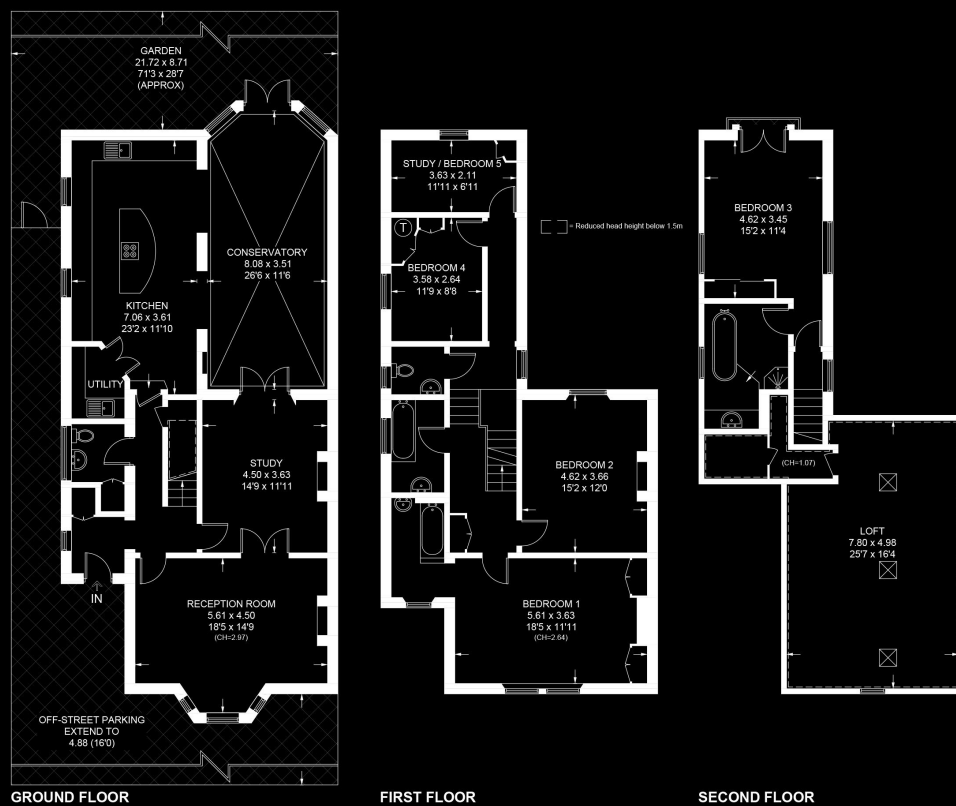 GARDEN
21.72 x 8.71
71'3 x 28'7
(APPROX)
CONSERVATORY
8.08 x 3.51
26'6 x 11'6
KITCHEN
7.06 x 3.61
23'2 x 11'10
UTILITY
STUDY
4.50 x 3.63
14'9 x 11'11
IN
RECEPTION ROOM
5.61 x 4.50
18'5 x 14'9
(CH=2.97)
OFF-STREET PARKING
EXTEND TO
4.88 (16'0)
GROUND FLOOR
STUDY / BEDROOM 5
3.63 x 2.11
11'11 x 6'11
T
BEDROOM 4
3.58 x 2.64
11'9 x 8'8
= Reduced head height below 1.5m
BEDROOM 2
4.62 x 3.66
15'2 x 12'0
BEDROOM 1
5.61 x 3.63
18'5 x 11'11
(CH=2.64)
FIRST FLOOR
BEDROOM 3
4.62 x 3.45
15'2 x 11'4
(CH=1.07)
LOFT
7.80 x 4.98
25'7 x 16'4
SECOND FLOOR